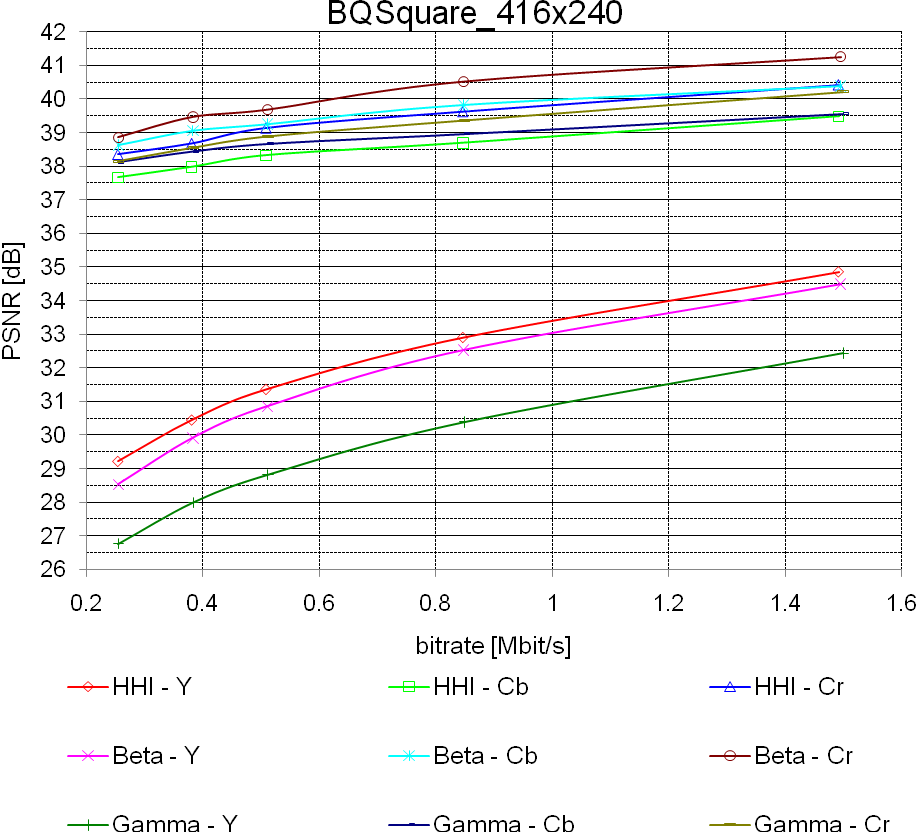 BQSquare_416x240
42
41
40
39
38
37
36
35
34
33
32
31
30
29
28
27
26
PSNR [dB]
0.2 0.4 0.6 0.8 1 1.2 1.4 1.6
bitrate [Mbit/s]
HHI - Y HHI - Cb HHI - Cr
Beta - Y Beta - Cb Beta - Cr
Gamma - Y Gamma - Cb Gamma - Cr